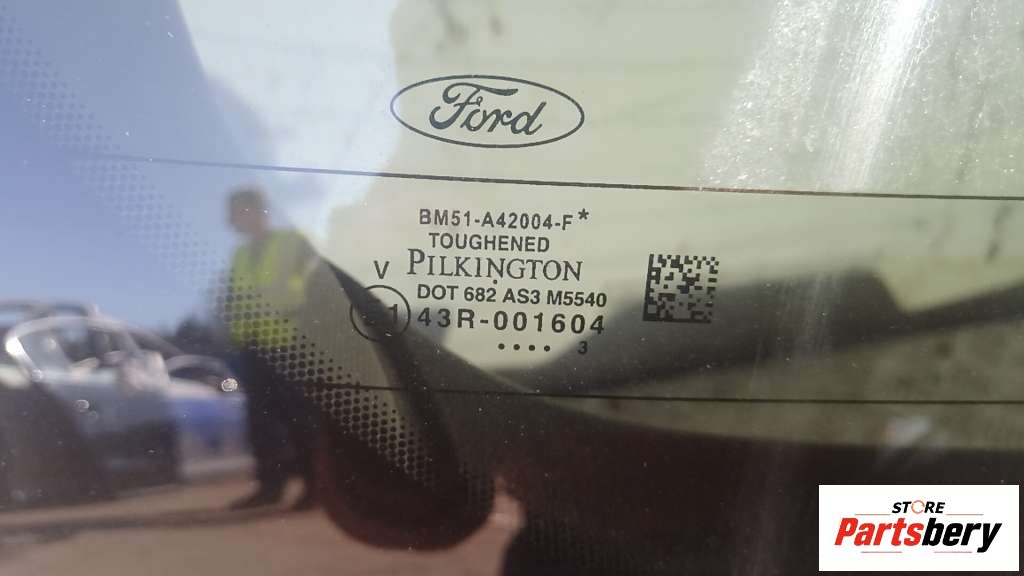 Ford
BM51-A42004-F*
TOUGHENED
PILKINGTON
V
DOT 682 AS3 M5540
43R-001604
.... 3
STORE
Partsbery